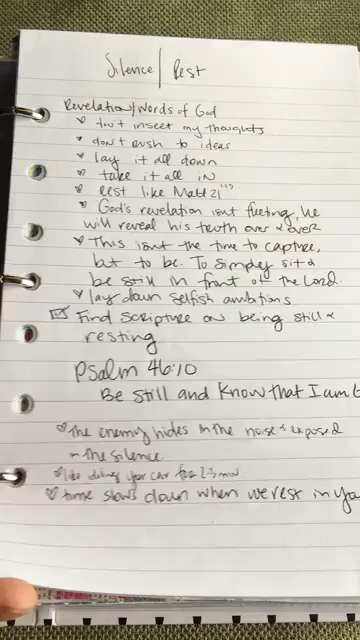 Silence/Rest
Revelation/Words of God
don't insert my thoughts
don't rush to ideas
lay it all down
take it all in
Rest like Matt 21
God's revelation isnt fleeting, he
will reveal his truth over & over
This isnt the time to capture,
but to be. To simply sit &
be still in front of the Lord.
lay down selfish ambitions
Find Scripture on being still &
resting
Psalm 46:10
Be still and know that I am
the enemy hides in the noise & exposed
in the silence
like your car for 2-3 min
time slows down when we rest in